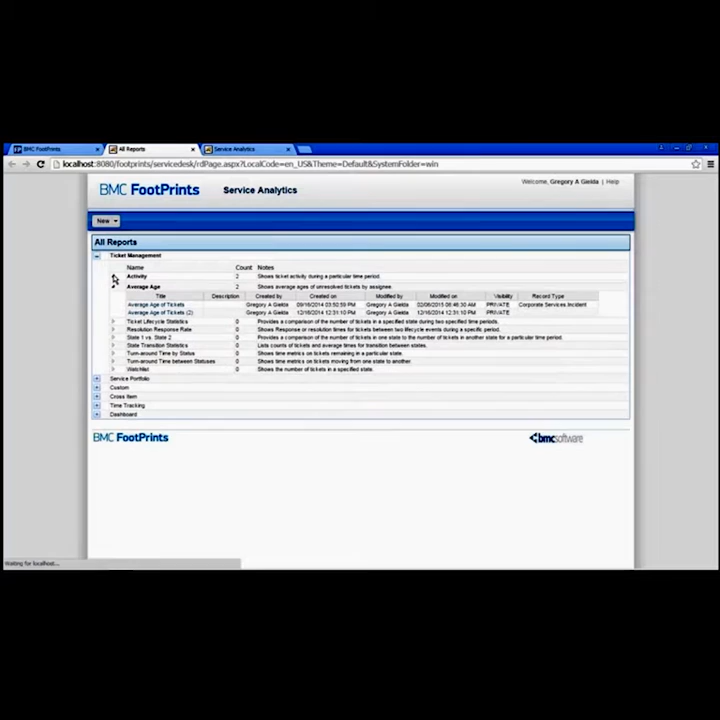 BMC FootPrints All Reports Service Analytics
localhost:8080/footprints/servicedesk/rdPage.aspx?LocalCode=en_US&Theme=Default&SystemFolder=win
BMC FootPrints Service Analytics Welcome, Gregory A Gielda | Help
New
All Reports
Ticket Management
Name Count Notes
Activity 2 Shows ticket activity during a particular time period.
Average Age 2 Shows average ages of unresolved tickets by assignee.
Title Description Created by Created on Modified by Modified on Visibility Record Type
Average Age of Tickets Gregory A Gielda 09/16/2014 03:50:59 PM Gregory A Gielda 02/06/2015 08:46:30 AM PRIVATE Corporate Services Incident
Average Age of Tickets (2) Gregory A Gielda 12/16/2014 12:31:10 PM Gregory A Gielda 12/16/2014 12:31:10 PM PRIVATE
Ticket Lifecycle Statistics 0 Provides a comparison of the number of tickets in a specified state during two specified time periods.
Resolution Response Rate 0 Shows Response or resolution times for tickets between two lifecycle events during a specific period.
State 1 vs. State 2 0 Provides a comparison of the number of tickets in one state to the number of tickets in another state for a particular time period.
State Transition Statistics 0 Lists counts of tickets and average times for transition between states.
Turn-around Time by Status 0 Shows time metrics on tickets remaining in a particular state.
Turn-around Time between Statuses 0 Shows time metrics on tickets moving from one state to another.
Watchlist 0 Shows the number of tickets in a specified state.
Service Portfolio
Custom
Cross Item
Time Tracking
Dashboard
BMC FootPrints bmcsoftware
Waiting for localhost...